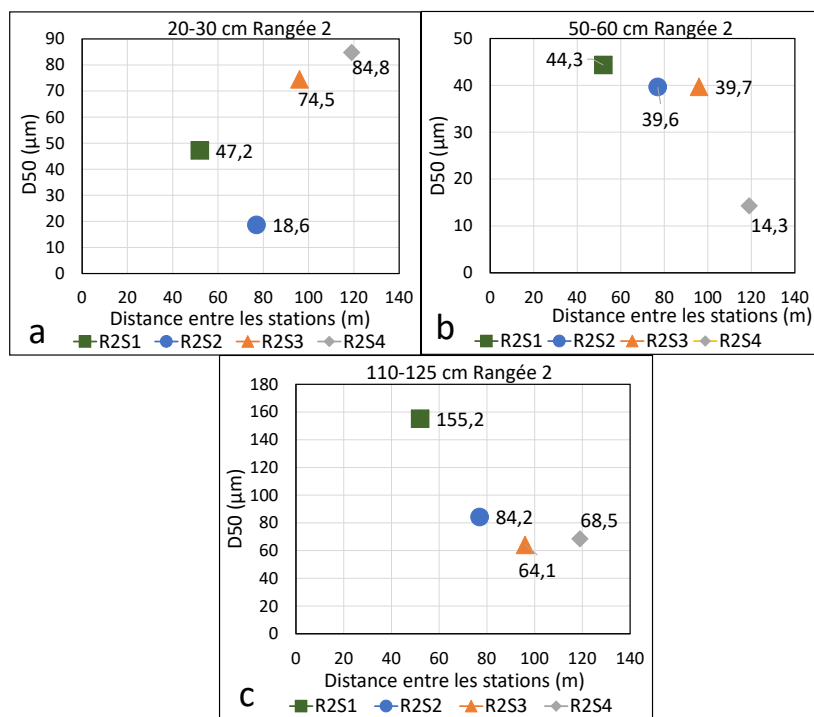 20-30 cm Rangée 2
D50 (µm)
90
80
70
60
50
40
30
20
10
0
84,8
74,5
47,2
18,6
0 20 40 60 80 100 120 140
Distance entre les stations (m)
a
R2S1 R2S2 R2S3 R2S4
50-60 cm Rangée 2
D50 (µm)
50
40
30
20
10
0
44,3
39,7
39,6
14,3
0 20 40 60 80 100 120 140
Distance entre les stations (m)
b
R2S1 R2S2 R2S3 R2S4
110-125 cm Rangée 2
D50 (µm)
180
160
140
120
100
80
60
40
20
0
155,2
84,2
68,5
64,1
0 20 40 60 80 100 120 140
Distance entre les stations (m)
c
R2S1 R2S2 R2S3 R2S4